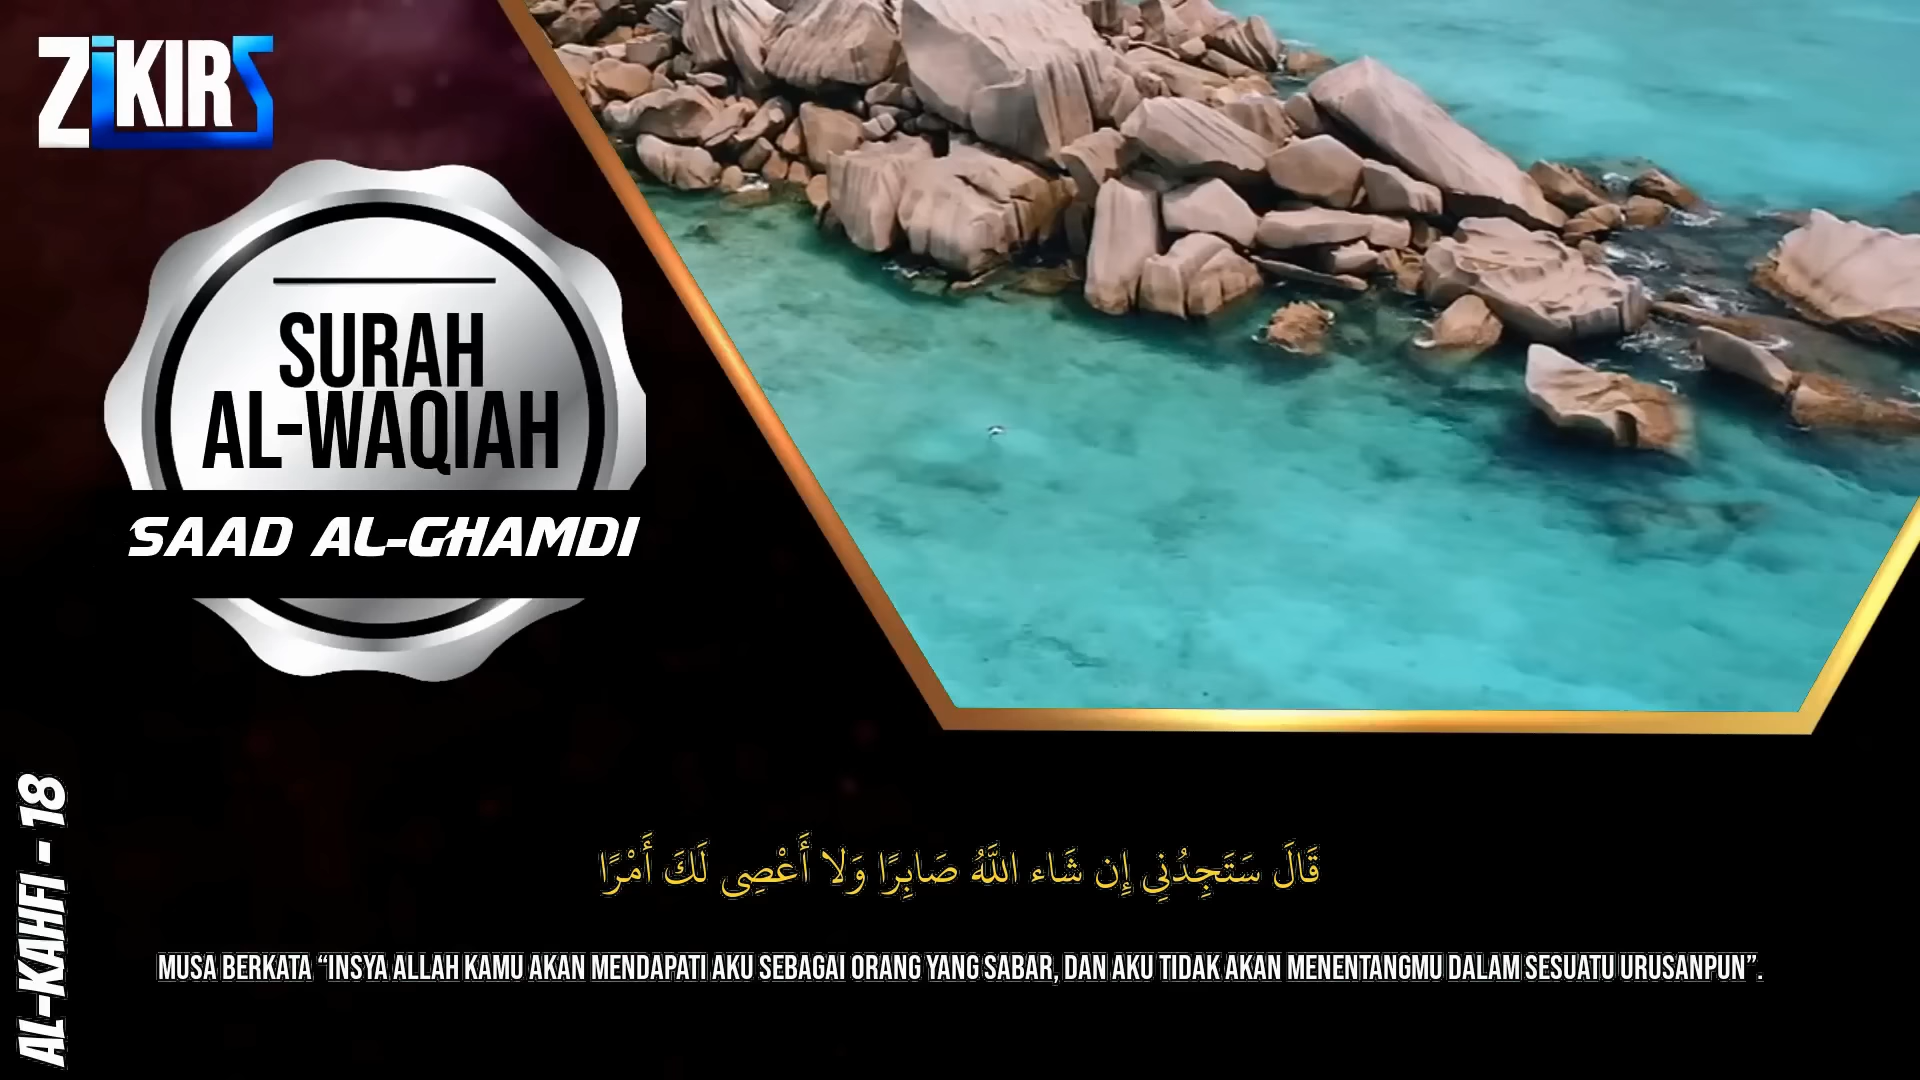 ZIKIRS
SURAH
AL-WAQIAH
SAAD AL-GHAMDI
AL-KAHFI - 18
قَالَ سَتَجِدُنِي إِن شَاء اللَّهُ صَابِرًا وَلا أَعْصِي لَكَ أَمْرًا
MUSA BERKATA “INSYA ALLAH KAMU AKAN MENDAPATI AKU SEBAGAI ORANG YANG SABAR, DAN AKU TIDAK AKAN MENENTANGMU DALAM SESUATU URUSANPUN”.